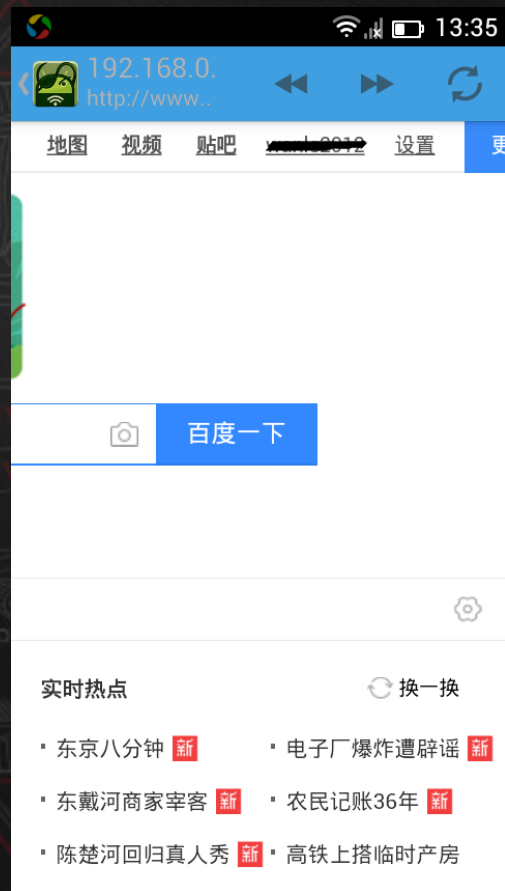 13:35
192.168.0.
http://www..
地图 视频 贴吧 设置 更
百度一下
实时热点 换一换
东京八分钟 新 电子厂爆炸遭辟谣 新
东戴河商家宰客 新 农民记账36年 新
陈楚河回归真人秀 新 高铁上搭临时产房